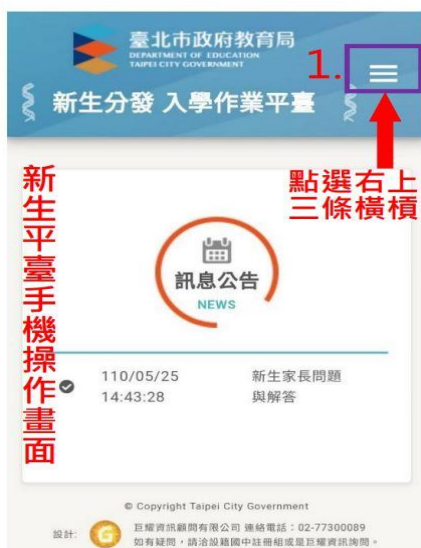 臺北市政府教育局
DEPARTMENT OF EDUCATION
TAIPEI CITY GOVERNMENT
1.
新生分發 入學作業平臺
點選右上
三條橫槓
新生平臺手機操作畫面
訊息公告
NEWS
110/05/25
14:43:28
新生家長問題
與解答
© Copyright Taipei City Government
設計:
巨耀資訊顧問有限公司 連絡電話：02-77300089
如有疑問，請洽設籍國中註冊組或是巨耀資訊詢問。